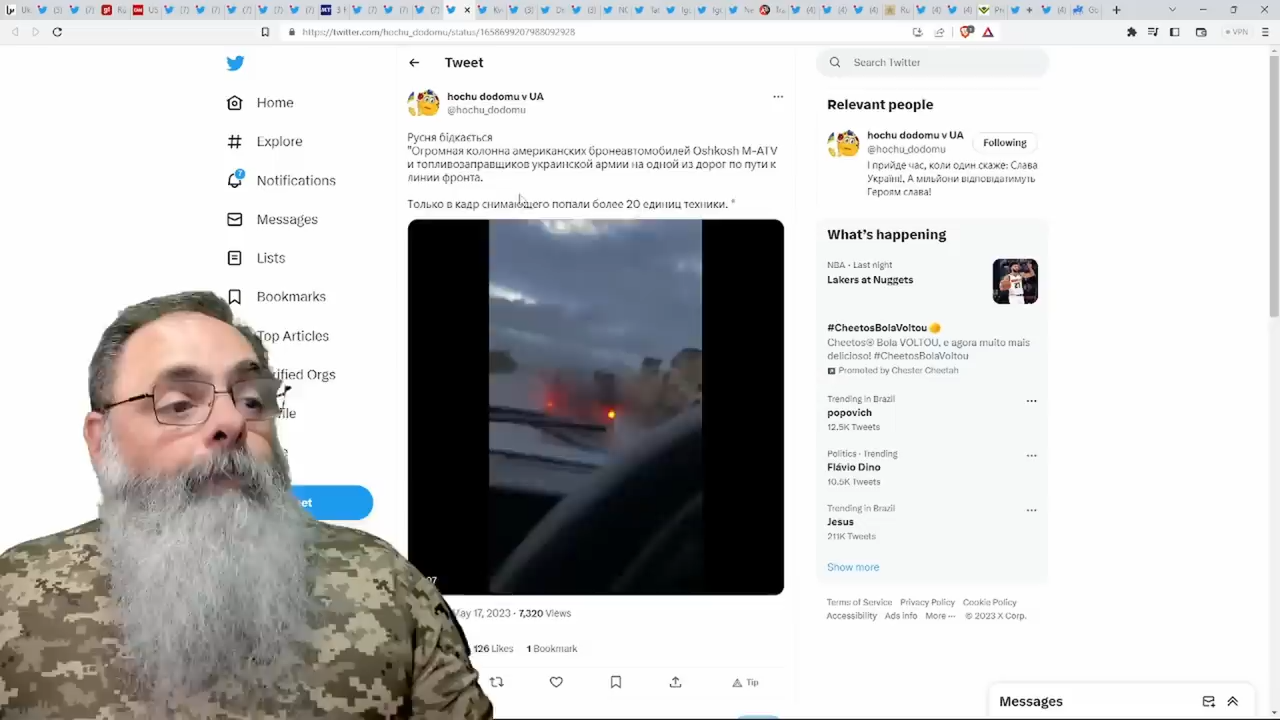 https://twitter.com/hochu_dodomu/status/1658699207988092928
VPN
Home
Explore
7
Notifications
Messages
Lists
Bookmarks
Top Articles
Tweet
hochu dodomu v UA
@hochu_dodomu
Русня бідкається
"Огромная колонна американских бронеавтомобилей Oshkosh M-ATV
и топливозаправщиков украинской армии на одной из дорог по пути к
линии фронта.
Только в кадр снимающего попали более 20 единиц техники. "
May 17, 2023 · 7,320 Views
126 Likes 1 Bookmark
Tip
Search Twitter
Relevant people
hochu dodomu v UA
@hochu_dodomu
Following
І прийде час, коли один скаже: Слава
Україні!, А мільйони відповідатимуть
Героям слава!
What's happening
NBA · Last night
Lakers at Nuggets
#CheetosBolaVoltou
Cheetos® Bola VOLTOU, e agora muito mais
delicioso! #CheetosBolaVoltou
Promoted by Chester Cheetah
Trending in Brazil
popovich
12.5K Tweets
Politics · Trending
Flávio Dino
10.5K Tweets
Trending in Brazil
Jesus
211K Tweets
Show more
Terms of Service Privacy Policy Cookie Policy
Accessibility Ads info More ··· © 2023 X Corp.
Messages